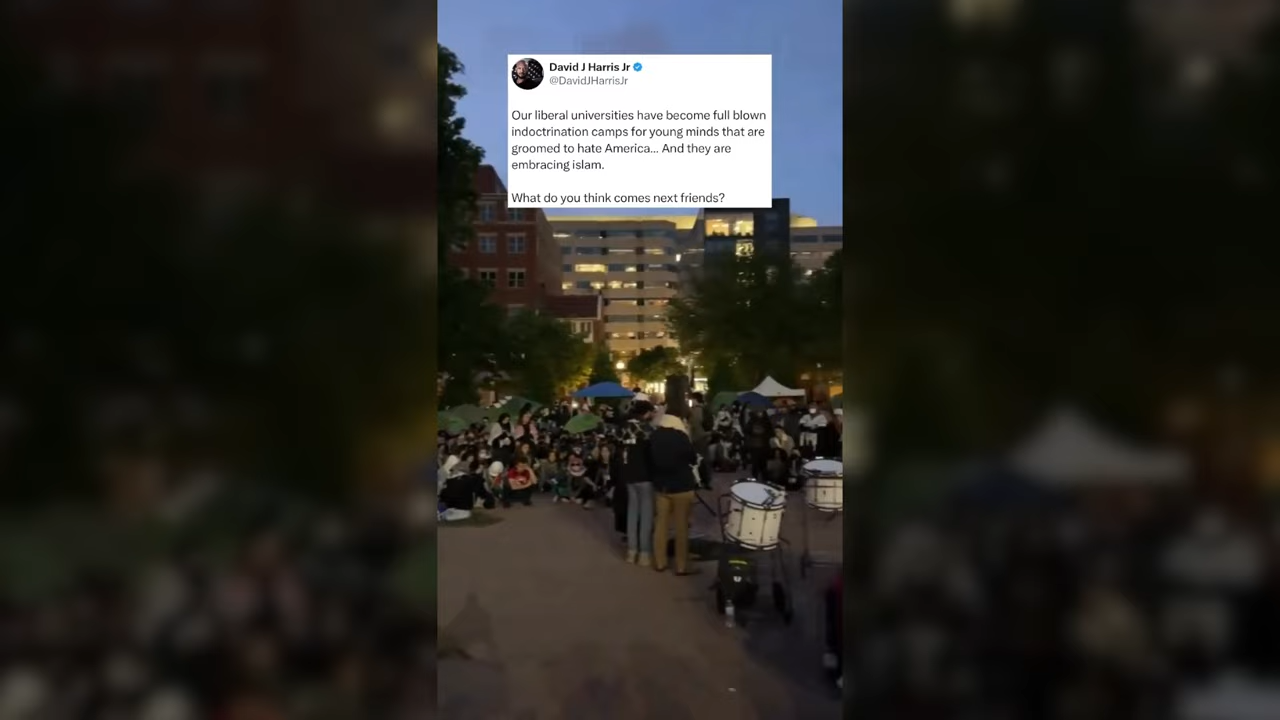 David J Harris Jr
@DavidJHarrisJr
Our liberal universities have become full blown
indoctrination camps for young minds that are
groomed to hate America... And they are
embracing islam.
What do you think comes next friends?